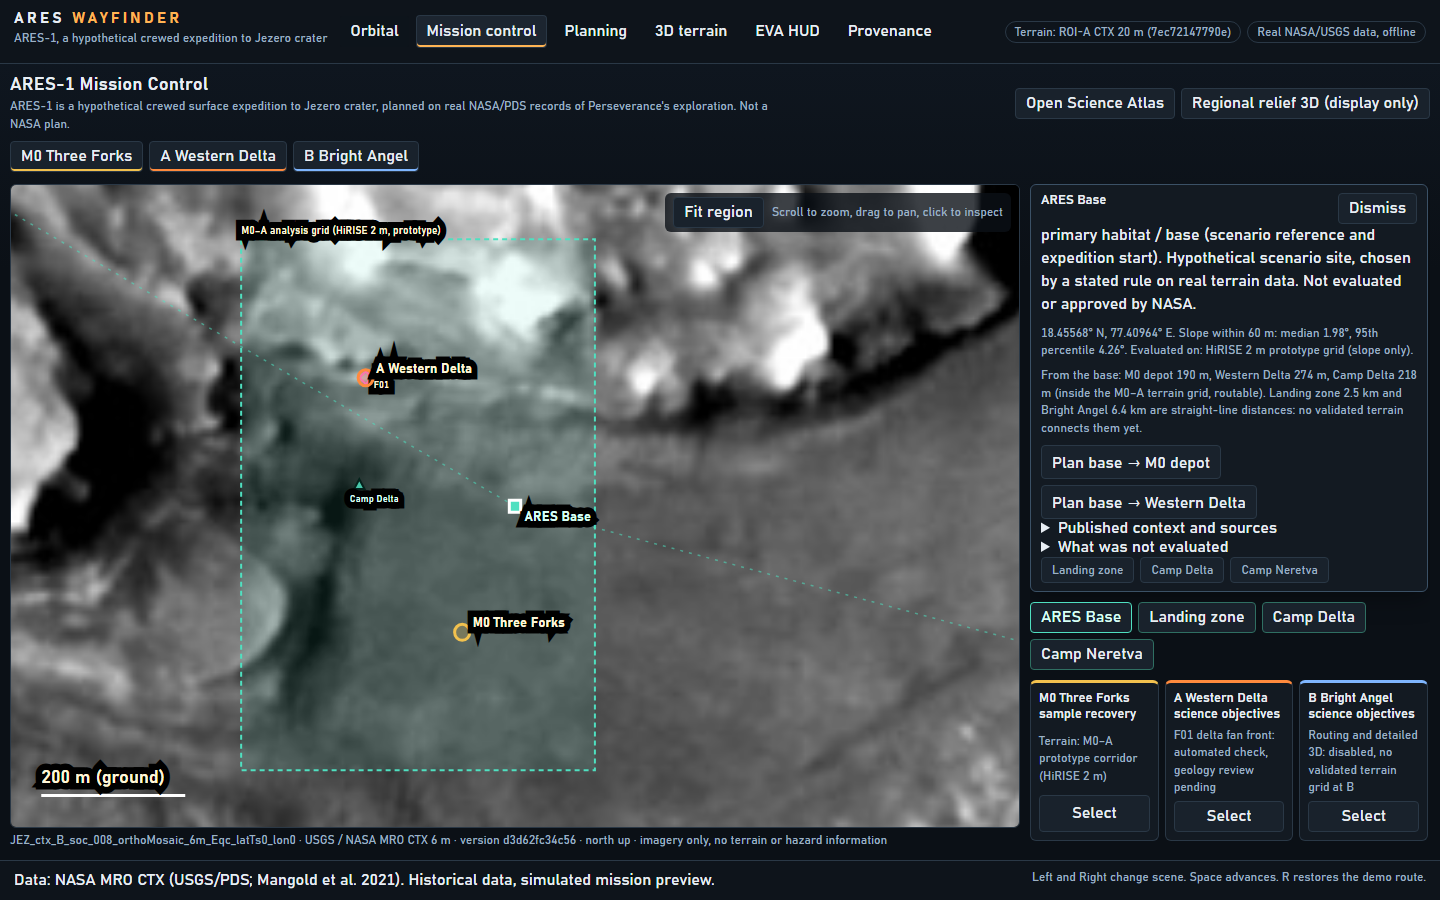 ARES WAYFINDER
ARES-1, a hypothetical crewed expedition to Jezero crater
Orbital
Mission control
Planning
3D terrain
EVA HUD
Provenance
Terrain: ROI-A CTX 20 m (7ec72147790e)
Real NASA/USGS data, offline
ARES-1 Mission Control
ARES-1 is a hypothetical crewed surface expedition to Jezero crater, planned on real NASA/PDS records of Perseverance's exploration. Not a
NASA plan.
Open Science Atlas
Regional relief 3D (display only)
M0 Three Forks
A Western Delta
B Bright Angel
Fit region
Scroll to zoom, drag to pan, click to inspect
M0–A analysis grid (HiRISE 2 m, prototype)
A Western Delta
F01
Camp Delta
ARES Base
M0 Three Forks
200 m (ground)
JEZ_ctx_B_soc_008_orthoMosaic_6m_Eqc_latTs0_lon0 · USGS / NASA MRO CTX 6 m · version d3d62fc34c56 · north up · imagery only, no terrain or hazard information
ARES Base
Dismiss
primary habitat / base (scenario reference and
expedition start). Hypothetical scenario site, chosen
by a stated rule on real terrain data. Not evaluated
or approved by NASA.
18.45568° N, 77.40964° E. Slope within 60 m: median 1.98°, 95th
percentile 4.26°. Evaluated on: HiRISE 2 m prototype grid (slope only).
From the base: M0 depot 190 m, Western Delta 274 m, Camp Delta 218
m (inside the M0–A terrain grid, routable). Landing zone 2.5 km and
Bright Angel 6.4 km are straight-line distances: no validated terrain
connects them yet.
Plan base → M0 depot
Plan base → Western Delta
▶ Published context and sources
▶ What was not evaluated
Landing zone
Camp Delta
Camp Neretva
ARES Base
Landing zone
Camp Delta
Camp Neretva
M0 Three Forks
sample recovery
Terrain: M0–A
prototype corridor
(HiRISE 2 m)
Select
A Western Delta
science objectives
F01 delta fan front:
automated check,
geology review
pending
Select
B Bright Angel
science objectives
Routing and detailed
3D: disabled, no
validated terrain
grid at B
Select
Data: NASA MRO CTX (USGS/PDS; Mangold et al. 2021). Historical data, simulated mission preview.
Left and Right change scene. Space advances. R restores the demo route.